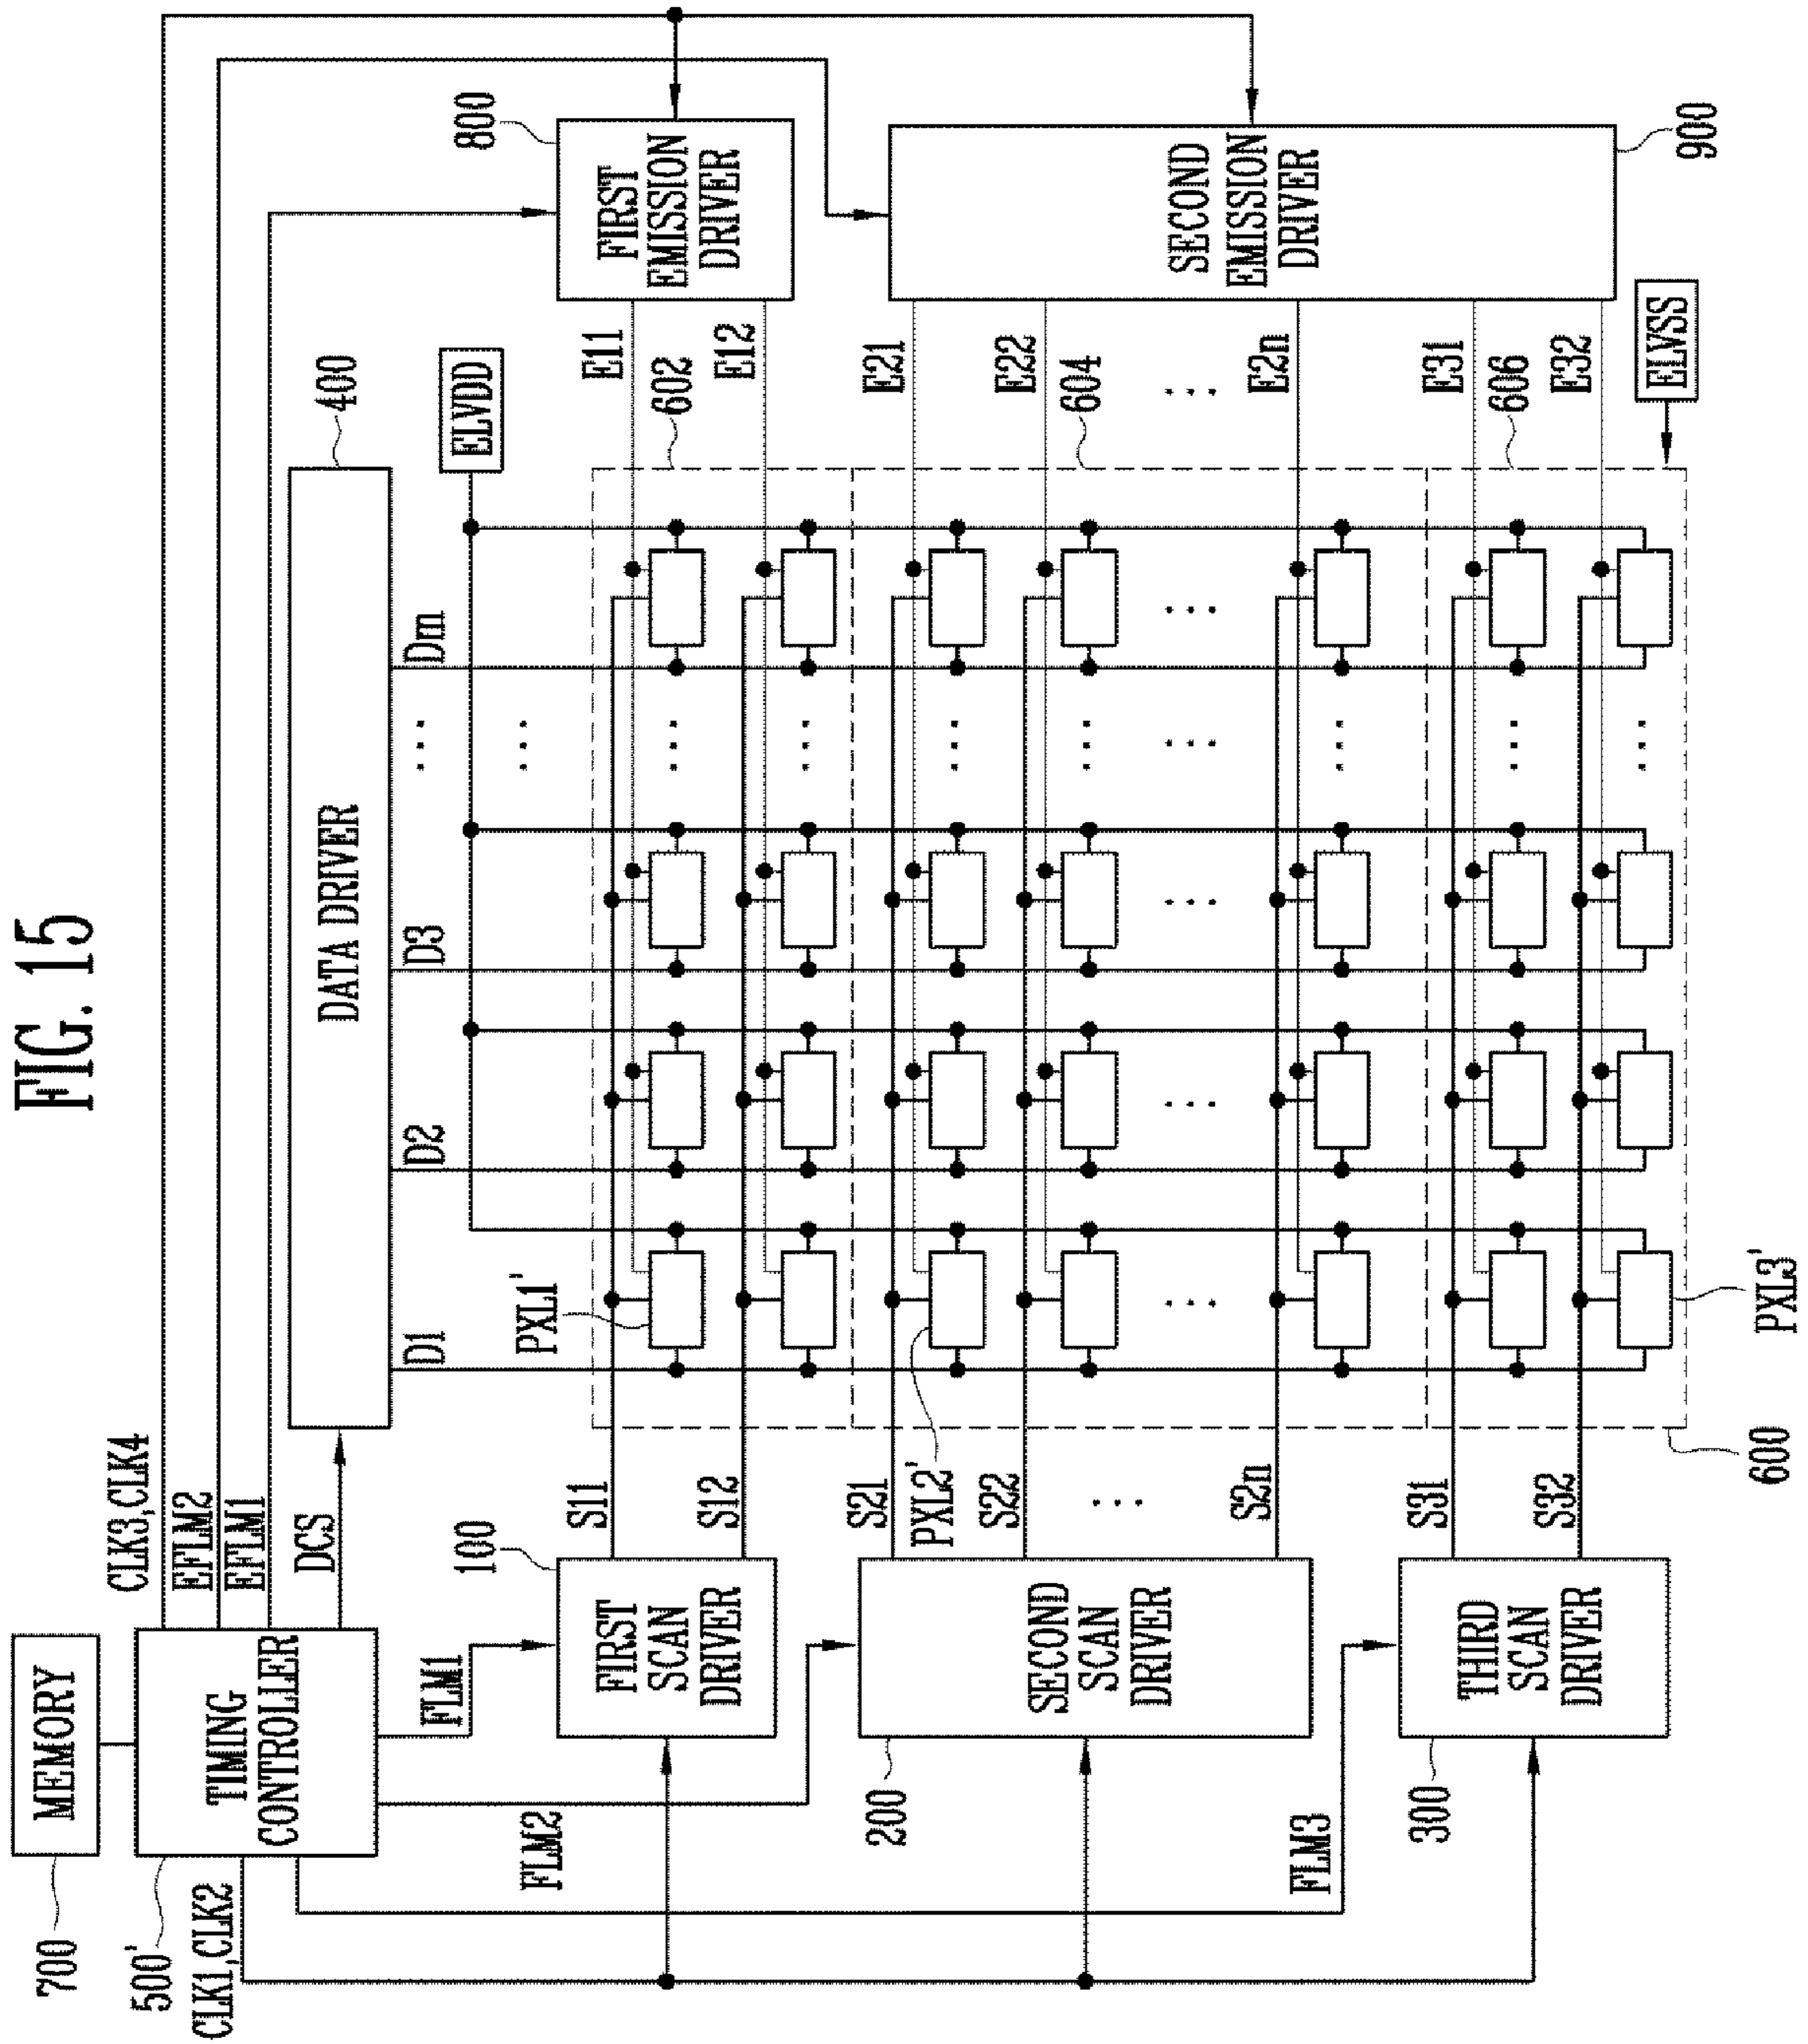 FIG. 15
MEMORY
700
TIMING
CONTROLLER
500'
CLK1,CLK2
CLK3,CLK4
EFLM2
EFLM1
DCS
FLM1
FLM2
FLM3
DATA DRIVER
400
D1
D2
D3
...
Dm
ELVDD
FIRST
SCAN
DRIVER
100
S11
S12
SECOND
SCAN
DRIVER
200
S21
S22
...
S2n
THIRD
SCAN
DRIVER
300
S31
S32
PXL1'
PXL2'
PXL3'
600
602
604
606
E11
E12
E21
E22
...
E2n
E31
E32
FIRST
EMISSION
DRIVER
800
SECOND
EMISSION
DRIVER
900
ELVSS